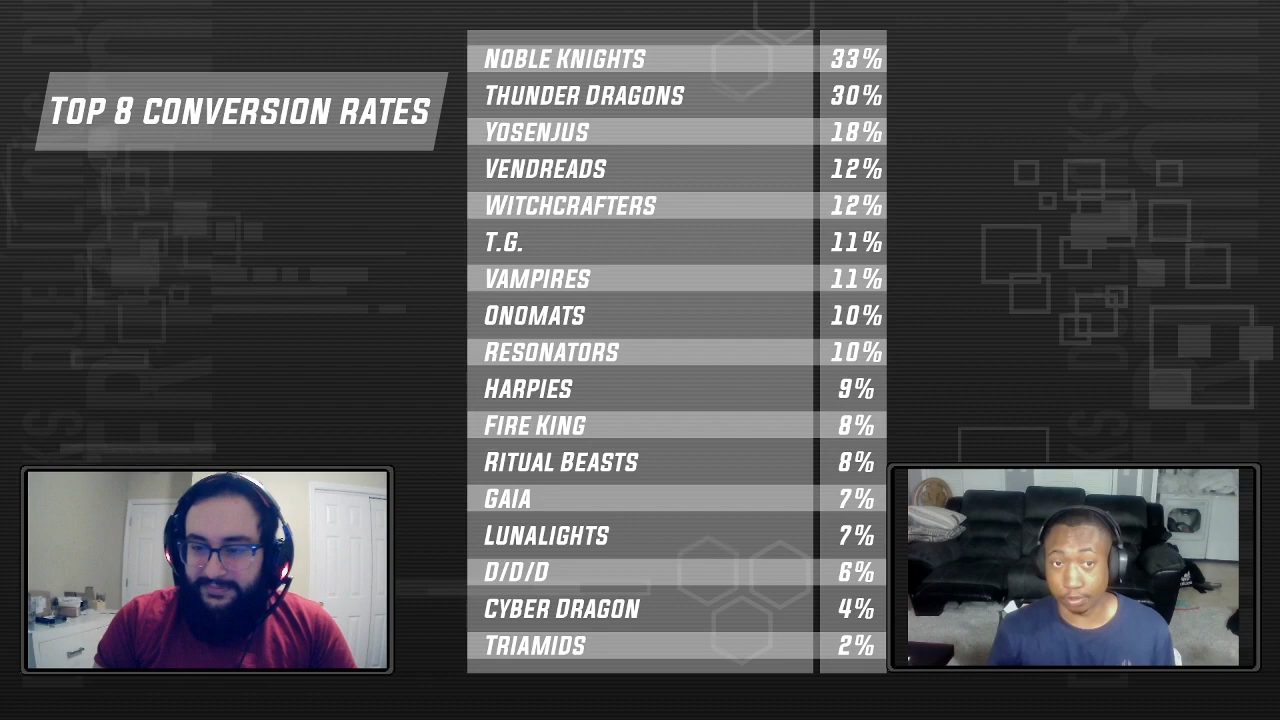 TOP 8 CONVERSION RATES
NOBLE KNIGHTS 33%
THUNDER DRAGONS 30%
YOSENJUS 18%
VENDREADS 12%
WITCHCRAFTERS 12%
T.G. 11%
VAMPIRES 11%
ONOMATS 10%
RESONATORS 10%
HARPIES 9%
FIRE KING 8%
RITUAL BEASTS 8%
GAIA 7%
LUNALIGHTS 7%
D/D/D 6%
CYBER DRAGON 4%
TRIAMIDS 2%